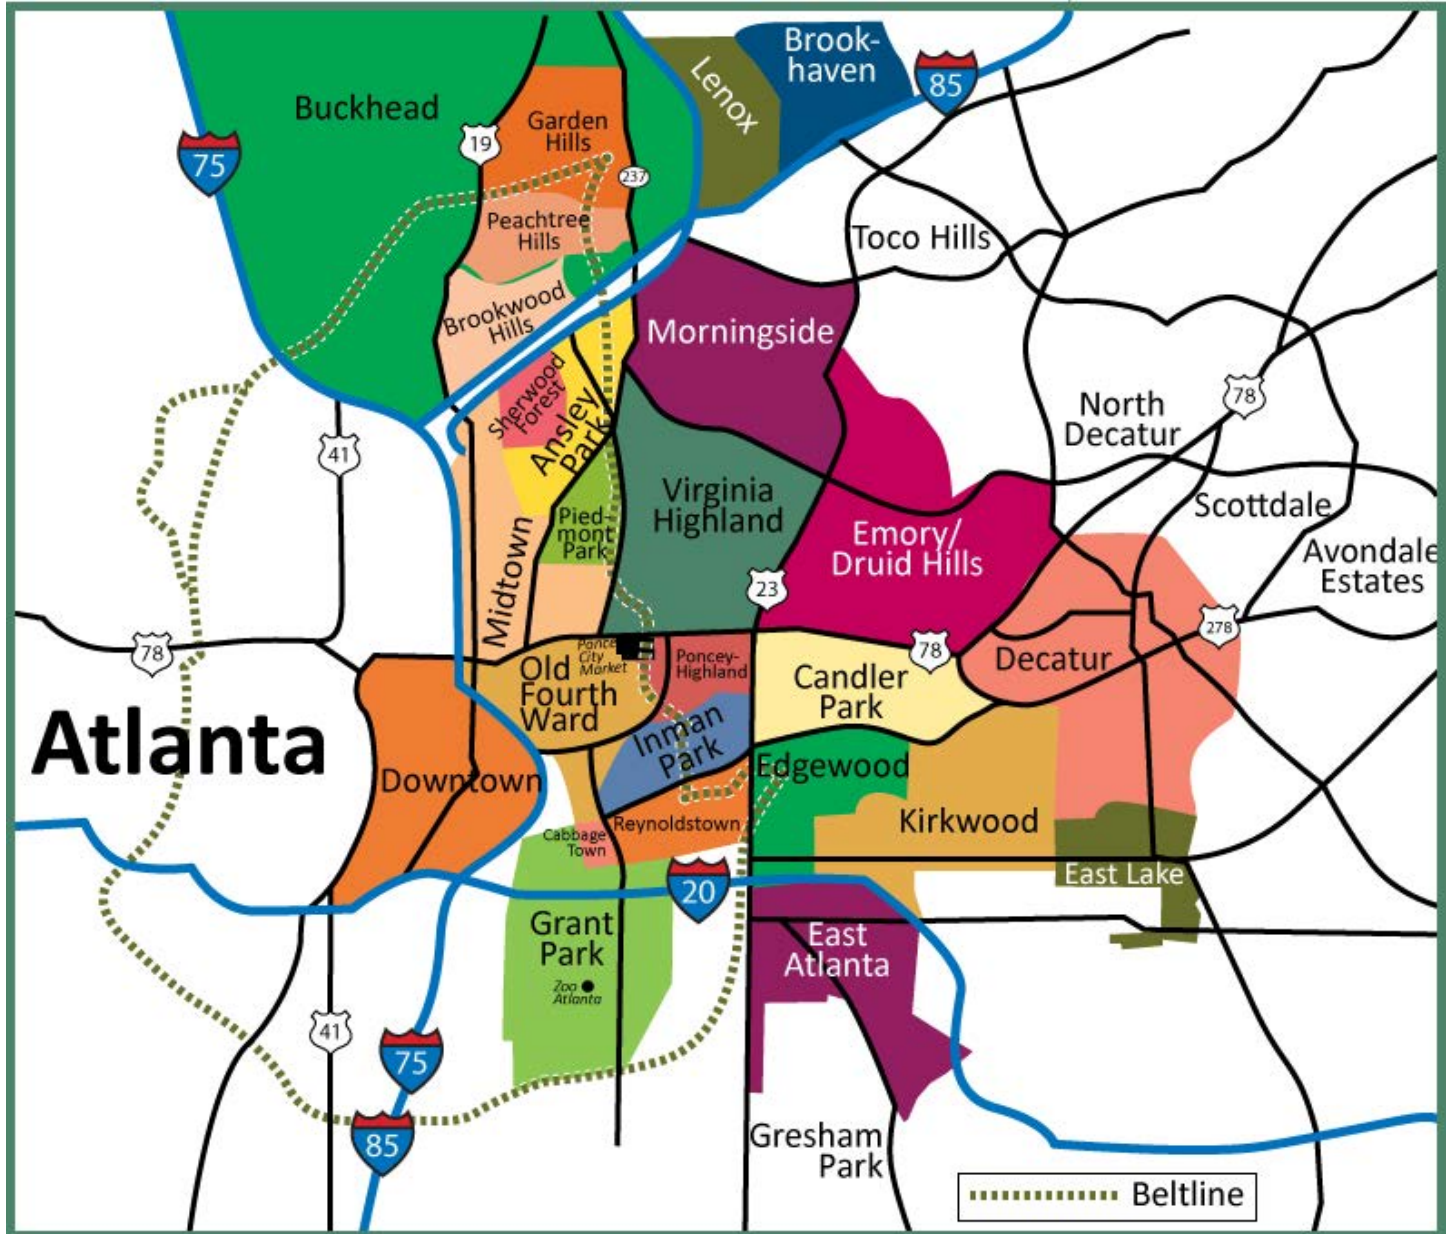 Brook-
haven
85
Lenox
Buckhead
Garden
Hills
19
75
237
Peachtree
Hills
Toco Hills
Brookwood
Hills
Morningside
Sherwood
Forest
Ansley
Park
78
North
Decatur
41
Virginia
Highland
Scottdale
Pied-
mont
Park
Emory/
Druid Hills
Avondale
Estates
Midtown
23
278
78
Ponce
City
Market
Poncey-
Highland
78
Decatur
Old
Fourth
Ward
Candler
Park
Atlanta
Inman
Park
Downtown
Edgewood
Reynoldstown
Kirkwood
Cabbage
Town
East Lake
20
Grant
Park
East
Atlanta
Zoo
Atlanta
41
75
85
Gresham
Park
Beltline